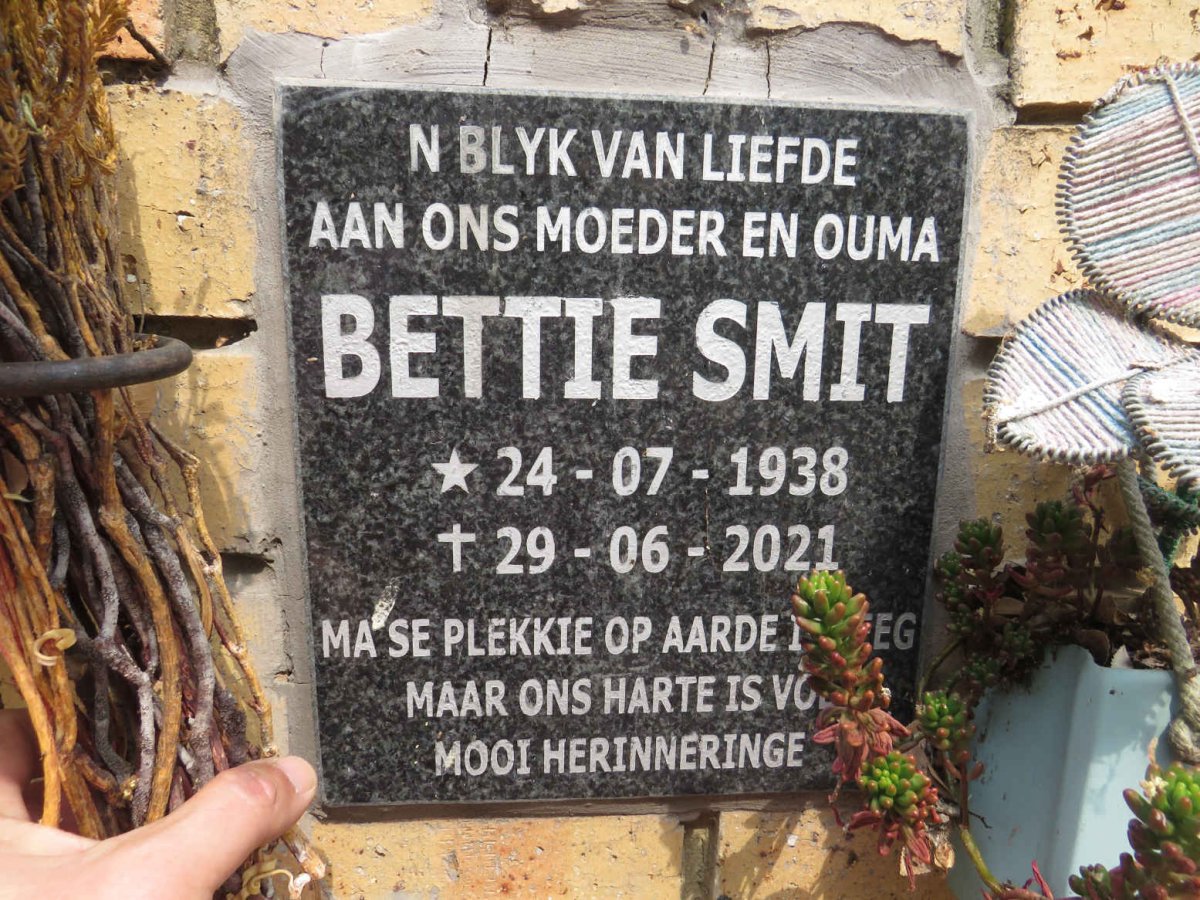 N BLYK VAN LIEFDE
AAN ONS MOEDER EN OUMA
BETTIE SMIT
★ 24 - 07 - 1938
✝ 29 - 06 - 2021
MA SE PLEKKIE OP AARDE
MAAR ONS HARTE IS
MOOI HERINNERINGE